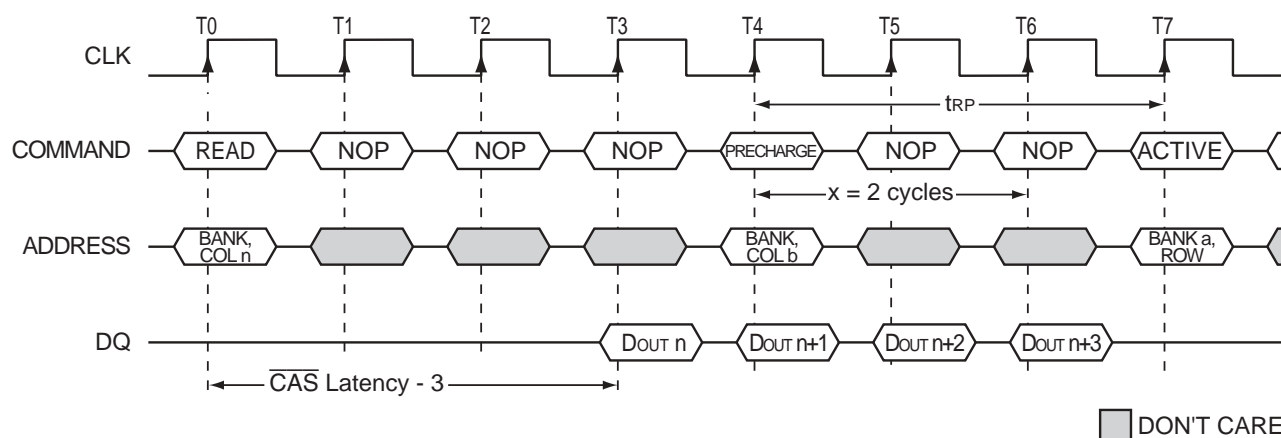 T0 T1 T2 T3 T4 T5 T6 T7
CLK
tRP
COMMAND READ NOP NOP NOP PRECHARGE NOP NOP ACTIVE
x = 2 cycles
ADDRESS BANK, COL n BANK, COL b BANK a, ROW
DQ DOUT n DOUT n+1 DOUT n+2 DOUT n+3
CAS Latency - 3
DON'T CARE